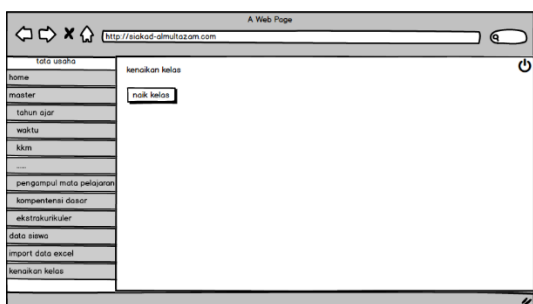 A Web Page
http://siakad-almultazam.com
tata usaha
home
master
tahun ajar
waktu
kkm
....
pengampul mata pelajaran
kompentensi dasar
ekstrakurikuler
data siswa
import data excel
kenaikan kelas
kenaikan kelas
naik kelas